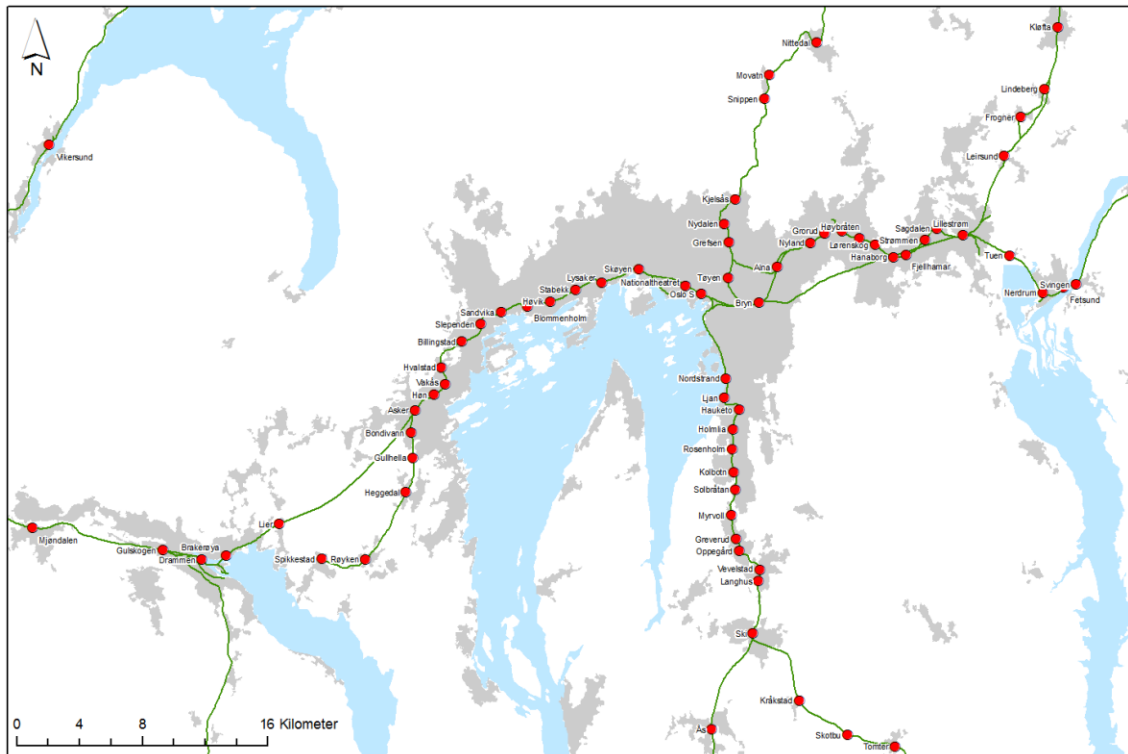 N
Kløfta
Nittedal
Movatn
Snippen
Lindeberg
Frogner
Leirsund
Vikersund
Kjelsås
Nydalen
Grefsen
Grorud
Høybråten
Nyland
Lørenskog
Strømmen
Sagdalen
Lillestrøm
Hanaborg
Fjellhamar
Alna
Tuen
Tøyen
Bryn
Nerdrum
Svingen
Fetsund
Skøyen
Nationaltheatret
Oslo S
Lysaker
Stabekk
Høvik
Blommenholm
Sandvika
Slependen
Billingstad
Hvalstad
Vakås
Høn
Asker
Bondivann
Gullhella
Heggedal
Nordstrand
Ljan
Hauketo
Holmlia
Rosenholm
Kolbotn
Solbråtan
Myrvoll
Greverud
Oppegård
Vevelstad
Langhus
Lier
Mjøndalen
Gulskogen
Brakerøya
Drammen
Spikkestad
Røyken
Ski
Kråkstad
Ås
Skotbu
Tomter
0 4 8 16 Kilometer